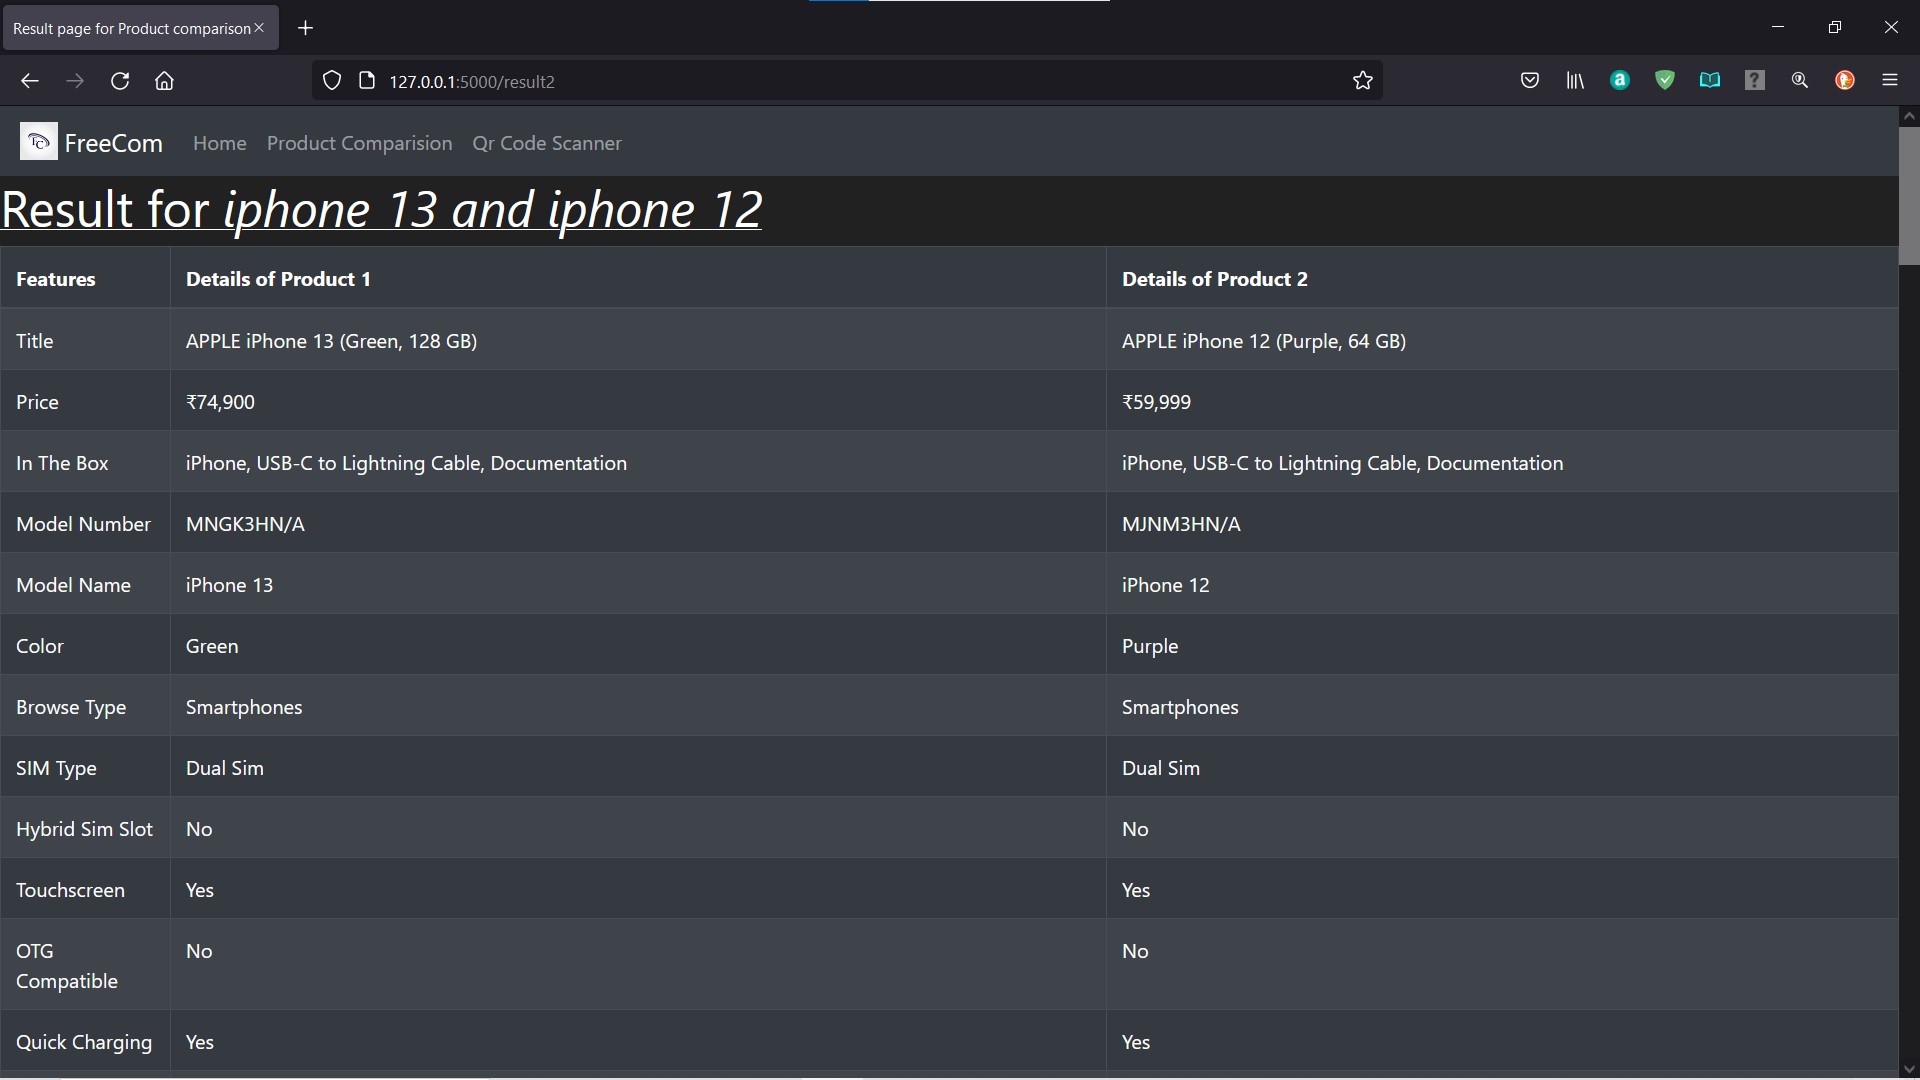 Result page for Product comparison
127.0.0.1:5000/result2
FreeCom Home Product Comparision Qr Code Scanner
Result for iphone 13 and iphone 12
Features Details of Product 1 Details of Product 2
Title APPLE iPhone 13 (Green, 128 GB) APPLE iPhone 12 (Purple, 64 GB)
Price ₹74,900 ₹59,999
In The Box iPhone, USB-C to Lightning Cable, Documentation iPhone, USB-C to Lightning Cable, Documentation
Model Number MNGK3HN/A MJNM3HN/A
Model Name iPhone 13 iPhone 12
Color Green Purple
Browse Type Smartphones Smartphones
SIM Type Dual Sim Dual Sim
Hybrid Sim Slot No No
Touchscreen Yes Yes
OTG No No
Compatible
Quick Charging Yes Yes